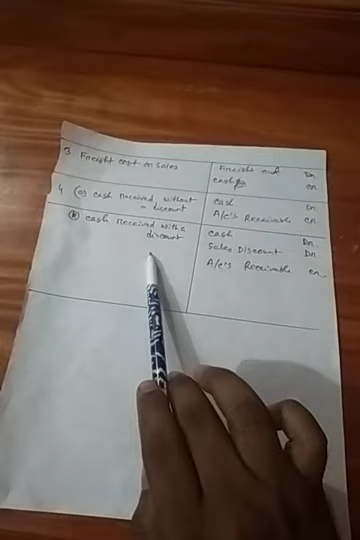 3 Freight cost on sales
Freight out Dr.
cash Cr.
4 (a) cash received without
a discount
cash Dr.
A/c's Receivable Cr
(b) cash received with a
discount
cash Dr.
Sales Discount Dr
A/c's Receivable Cr